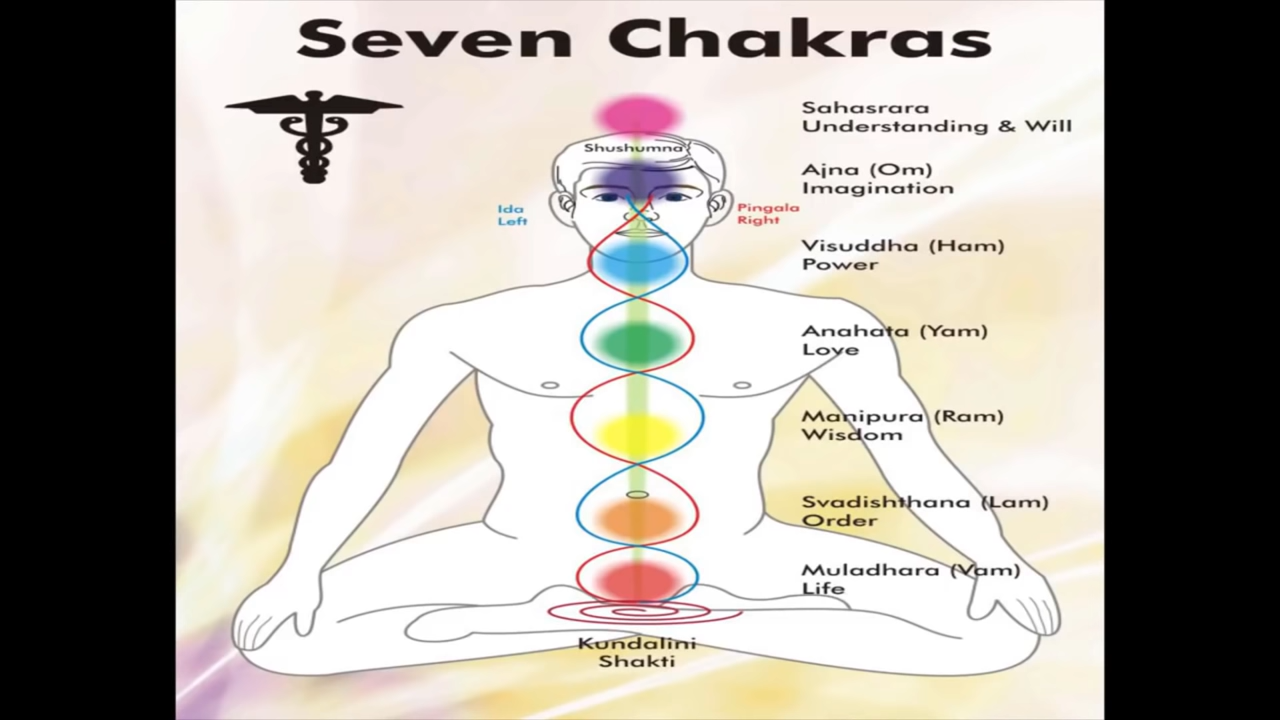 Seven Chakras
Sahasrara
Understanding & Will
Shushumna
Ajna (Om)
Imagination
Ida
Left
Pingala
Right
Visuddha (Ham)
Power
Anahata (Yam)
Love
Manipura (Ram)
Wisdom
Svadishthana (Lam)
Order
Muladhara (Vam)
Life
Kundalini
Shakti